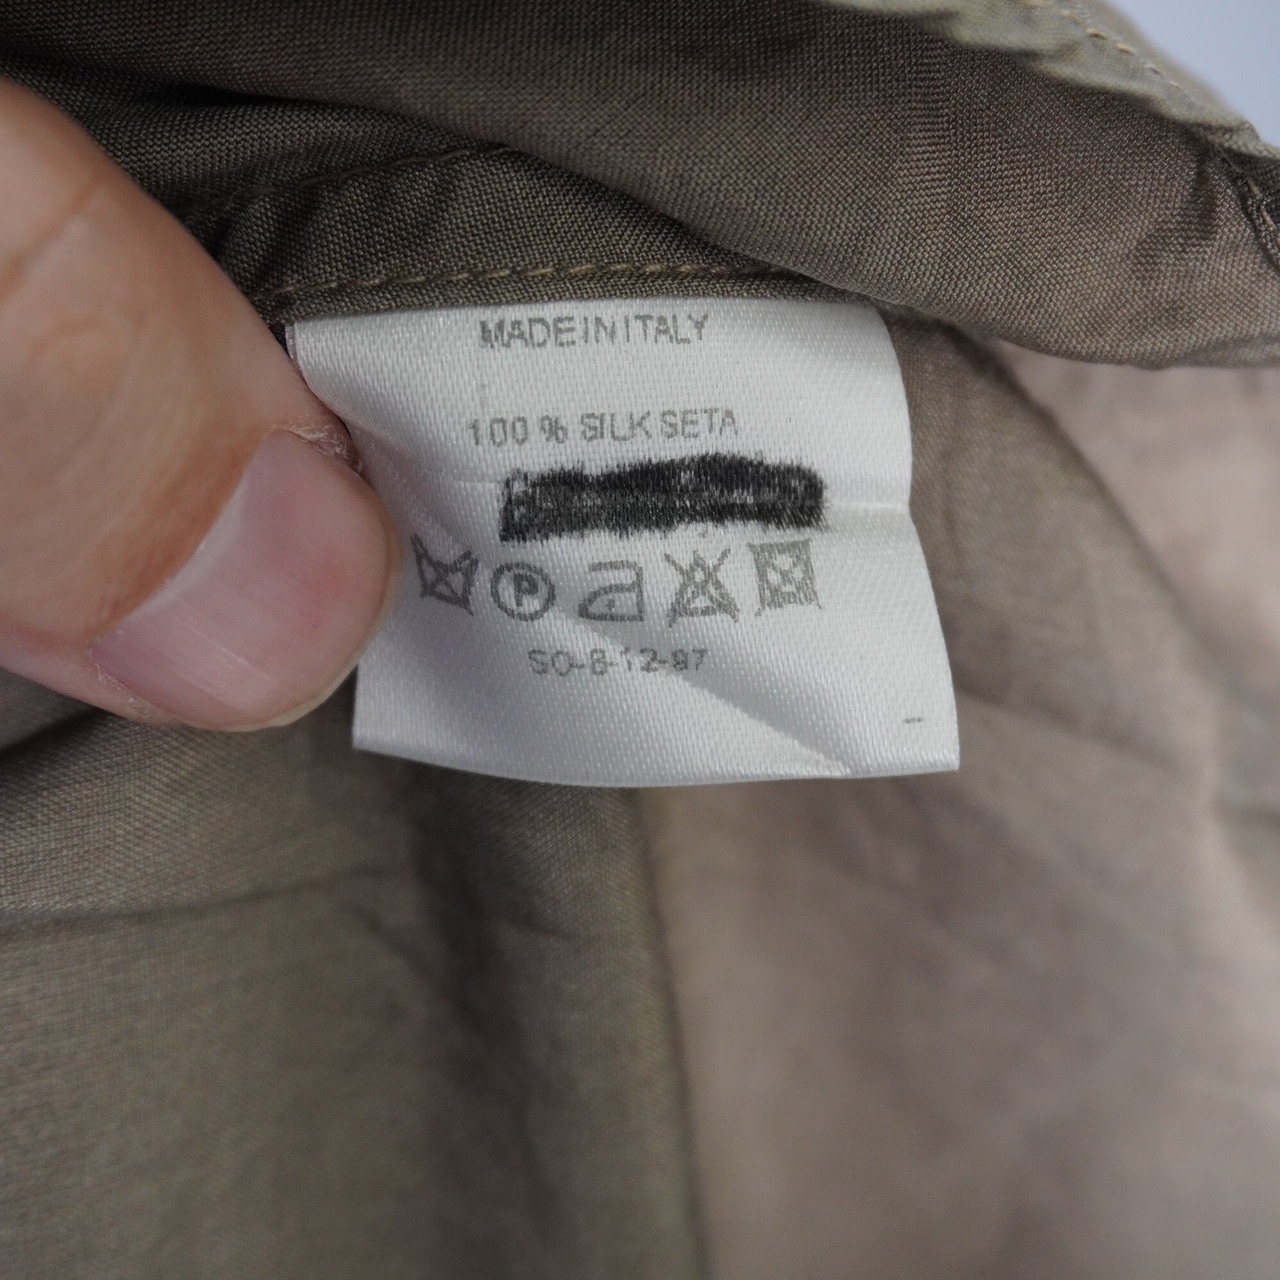 MADE IN ITALY
100 % SILK SETA
P
SO-8-12-97